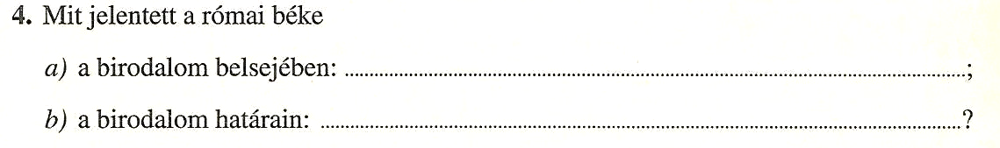 4. Mit jelentett a római béke
a) a birodalom belsejében: ........................................................................................................................;
b) a birodalom határain: ............................................................................................................................?